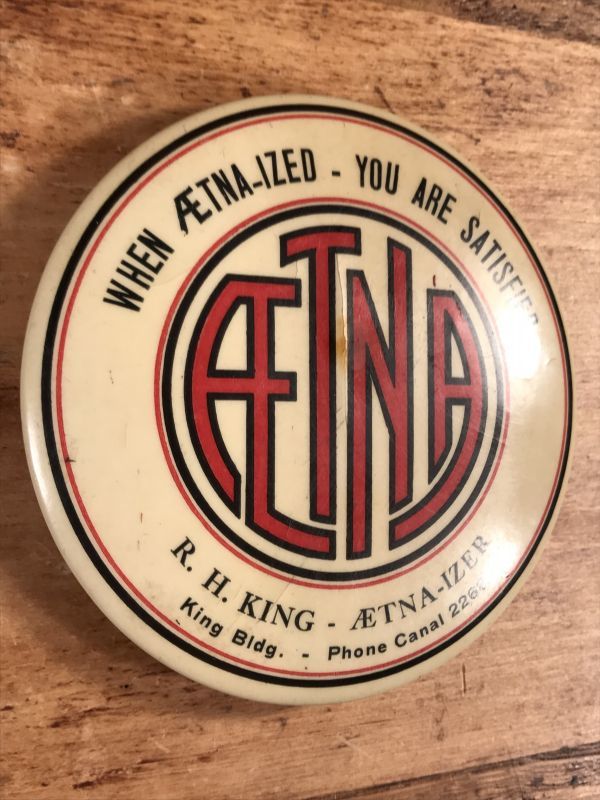 WHEN ÆTNA-IZED - YOU ARE SATISFIED
ÆTNA
R. H. KING - ÆTNA-IZER
King Bldg. - Phone Canal